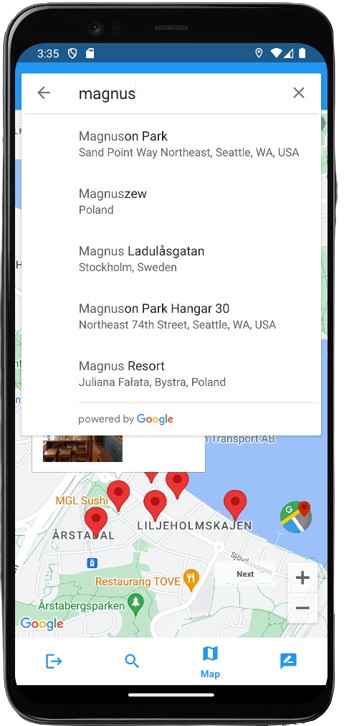 3:35
magnus
Magnuson Park
Sand Point Way Northeast, Seattle, WA, USA
Magnuszew
Poland
Magnus Ladulåsgatan
Stockholm, Sweden
Magnuson Park Hangar 30
Northeast 74th Street, Seattle, WA, USA
Magnus Resort
Juliana Fałata, Bystra, Poland
powered by Google
Transport AB
MGL Sushi
LILJEHOLMSKAJEN
ÅRSTADAL
Next
Restaurang TOVE
+
Årstabergsparken
−
Google
Map